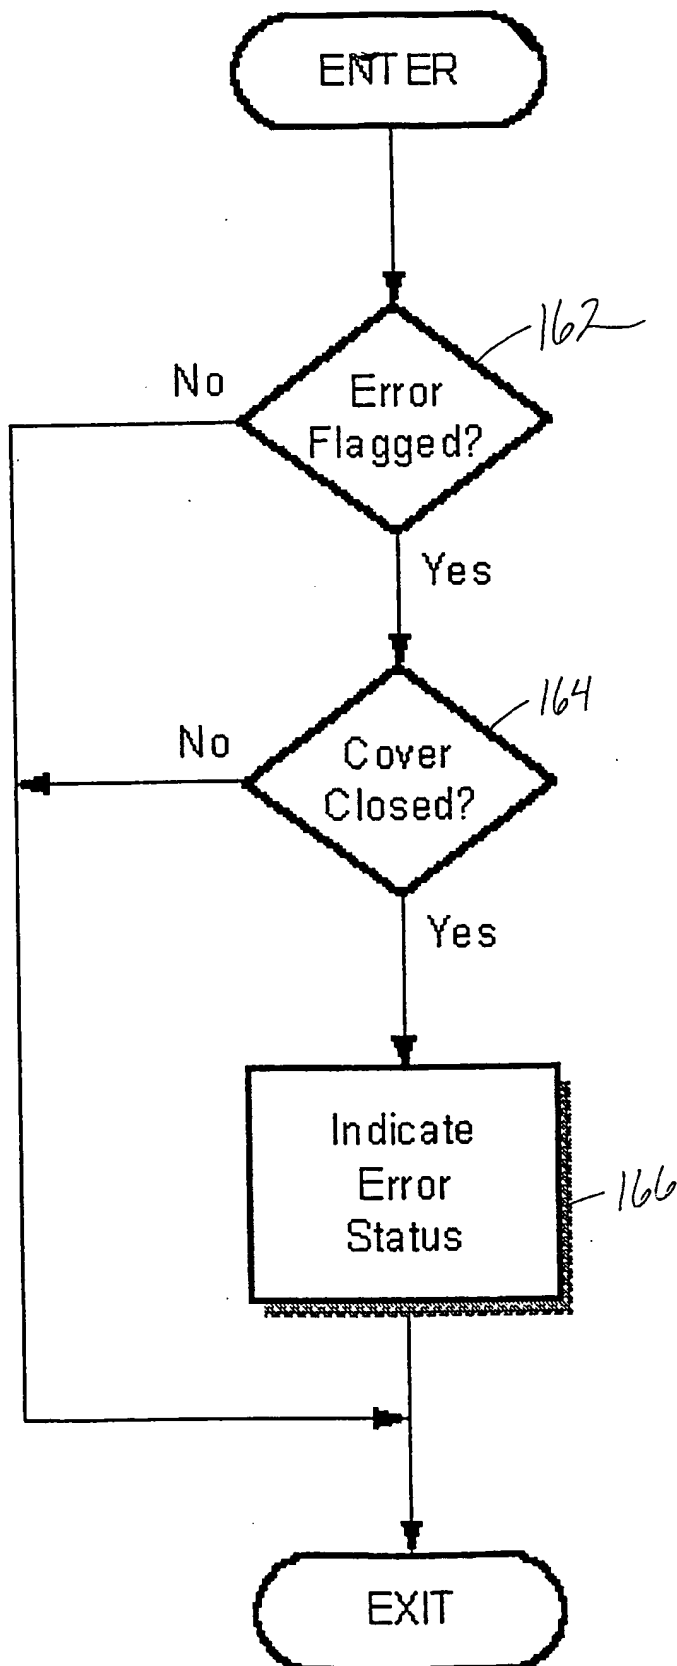 ENTER
162
No
Error
Flagged?
Yes
164
No
Cover
Closed?
Yes
Indicate
Error
Status
166
EXIT